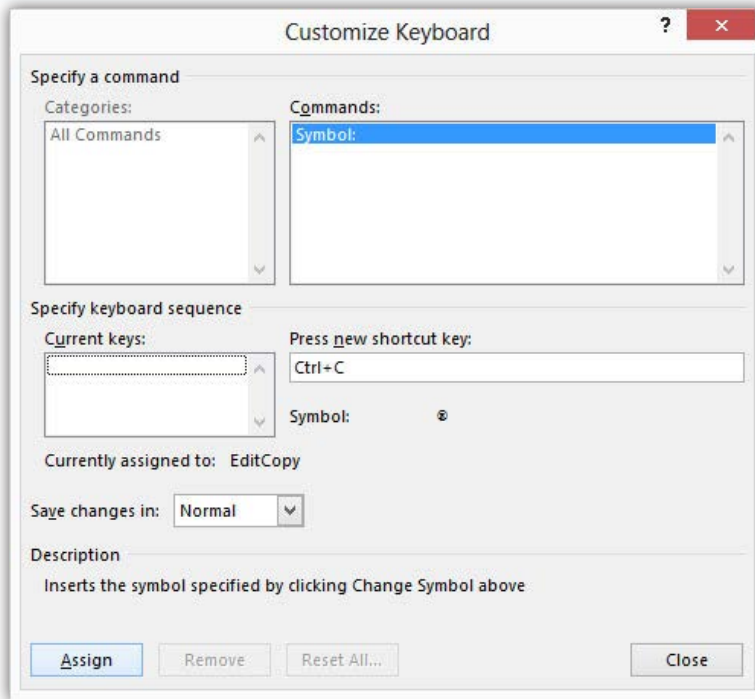 Customize Keyboard
?
Specify a command
Categories:
Commands:
All Commands
Symbol:
Specify keyboard sequence
Current keys:
Press new shortcut key:
Ctrl+C
Symbol: ®
Currently assigned to: EditCopy
Save changes in: Normal
Description
Inserts the symbol specified by clicking Change Symbol above
Assign Remove Reset All... Close